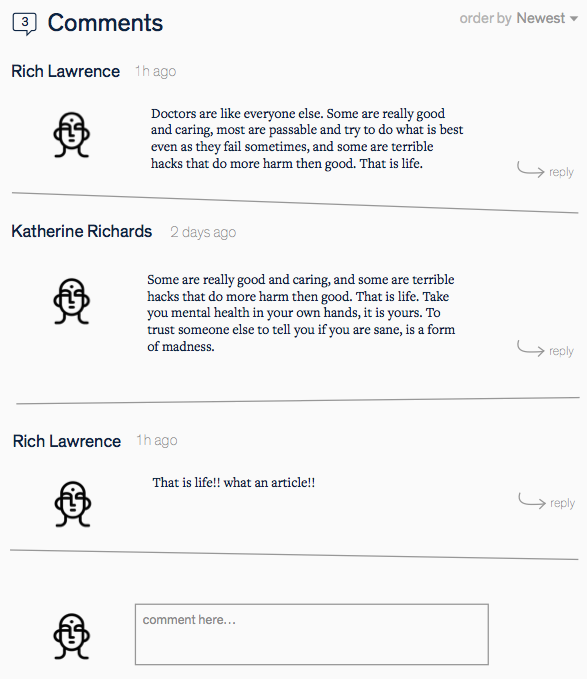 3 Comments
order by Newest
Rich Lawrence 1h ago
Doctors are like everyone else. Some are really good
and caring, most are passable and try to do what is best
even as they fail sometimes, and some are terrible
hacks that do more harm then good. That is life.
reply
Katherine Richards 2 days ago
Some are really good and caring, and some are terrible
hacks that do more harm then good. That is life. Take
you mental health in your own hands, it is yours. To
trust someone else to tell you if you are sane, is a form
of madness.
reply
Rich Lawrence 1h ago
That is life!! what an article!!
reply
comment here...